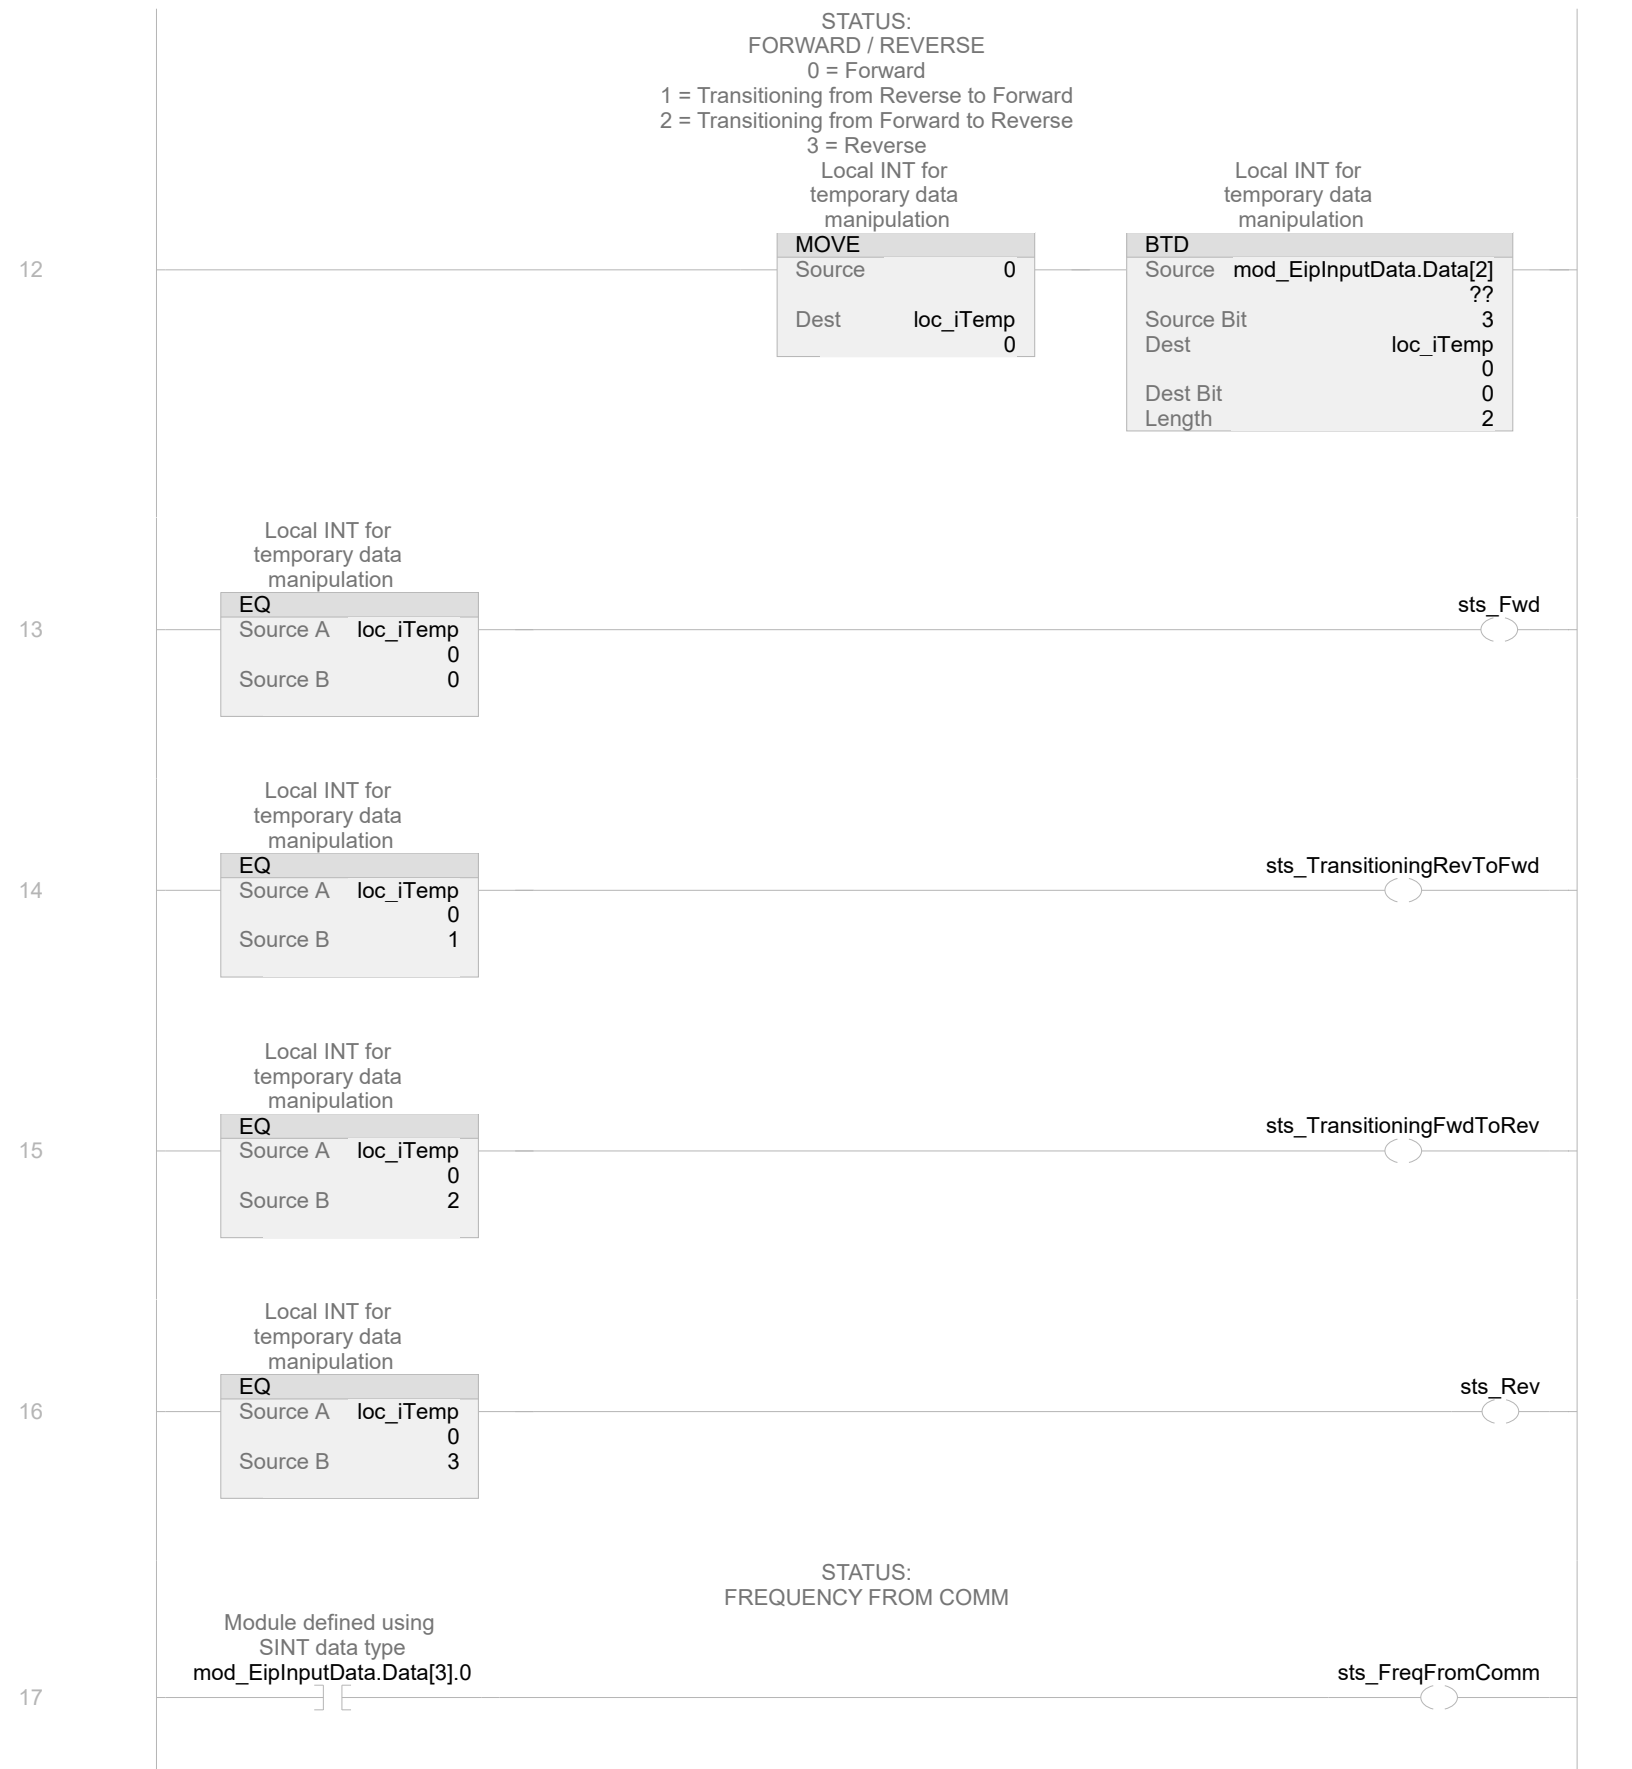 STATUS:
FORWARD / REVERSE
0 = Forward
1 = Transitioning from Reverse to Forward
2 = Transitioning from Forward to Reverse
3 = Reverse
Local INT for
temporary data
manipulation
Local INT for
temporary data
manipulation
12
MOVE
Source 0
Dest loc_iTemp
0
BTD
Source mod_EipInputData.Data[2]
??
Source Bit 3
Dest loc_iTemp
0
Dest Bit 0
Length 2
Local INT for
temporary data
manipulation
13
EQ
Source A loc_iTemp
0
Source B 0
sts_Fwd
Local INT for
temporary data
manipulation
14
EQ
Source A loc_iTemp
0
Source B 1
sts_TransitioningRevToFwd
Local INT for
temporary data
manipulation
15
EQ
Source A loc_iTemp
0
Source B 2
sts_TransitioningFwdToRev
Local INT for
temporary data
manipulation
16
EQ
Source A loc_iTemp
0
Source B 3
sts_Rev
STATUS:
FREQUENCY FROM COMM
Module defined using
SINT data type
mod_EipInputData.Data[3].0
17
sts_FreqFromComm